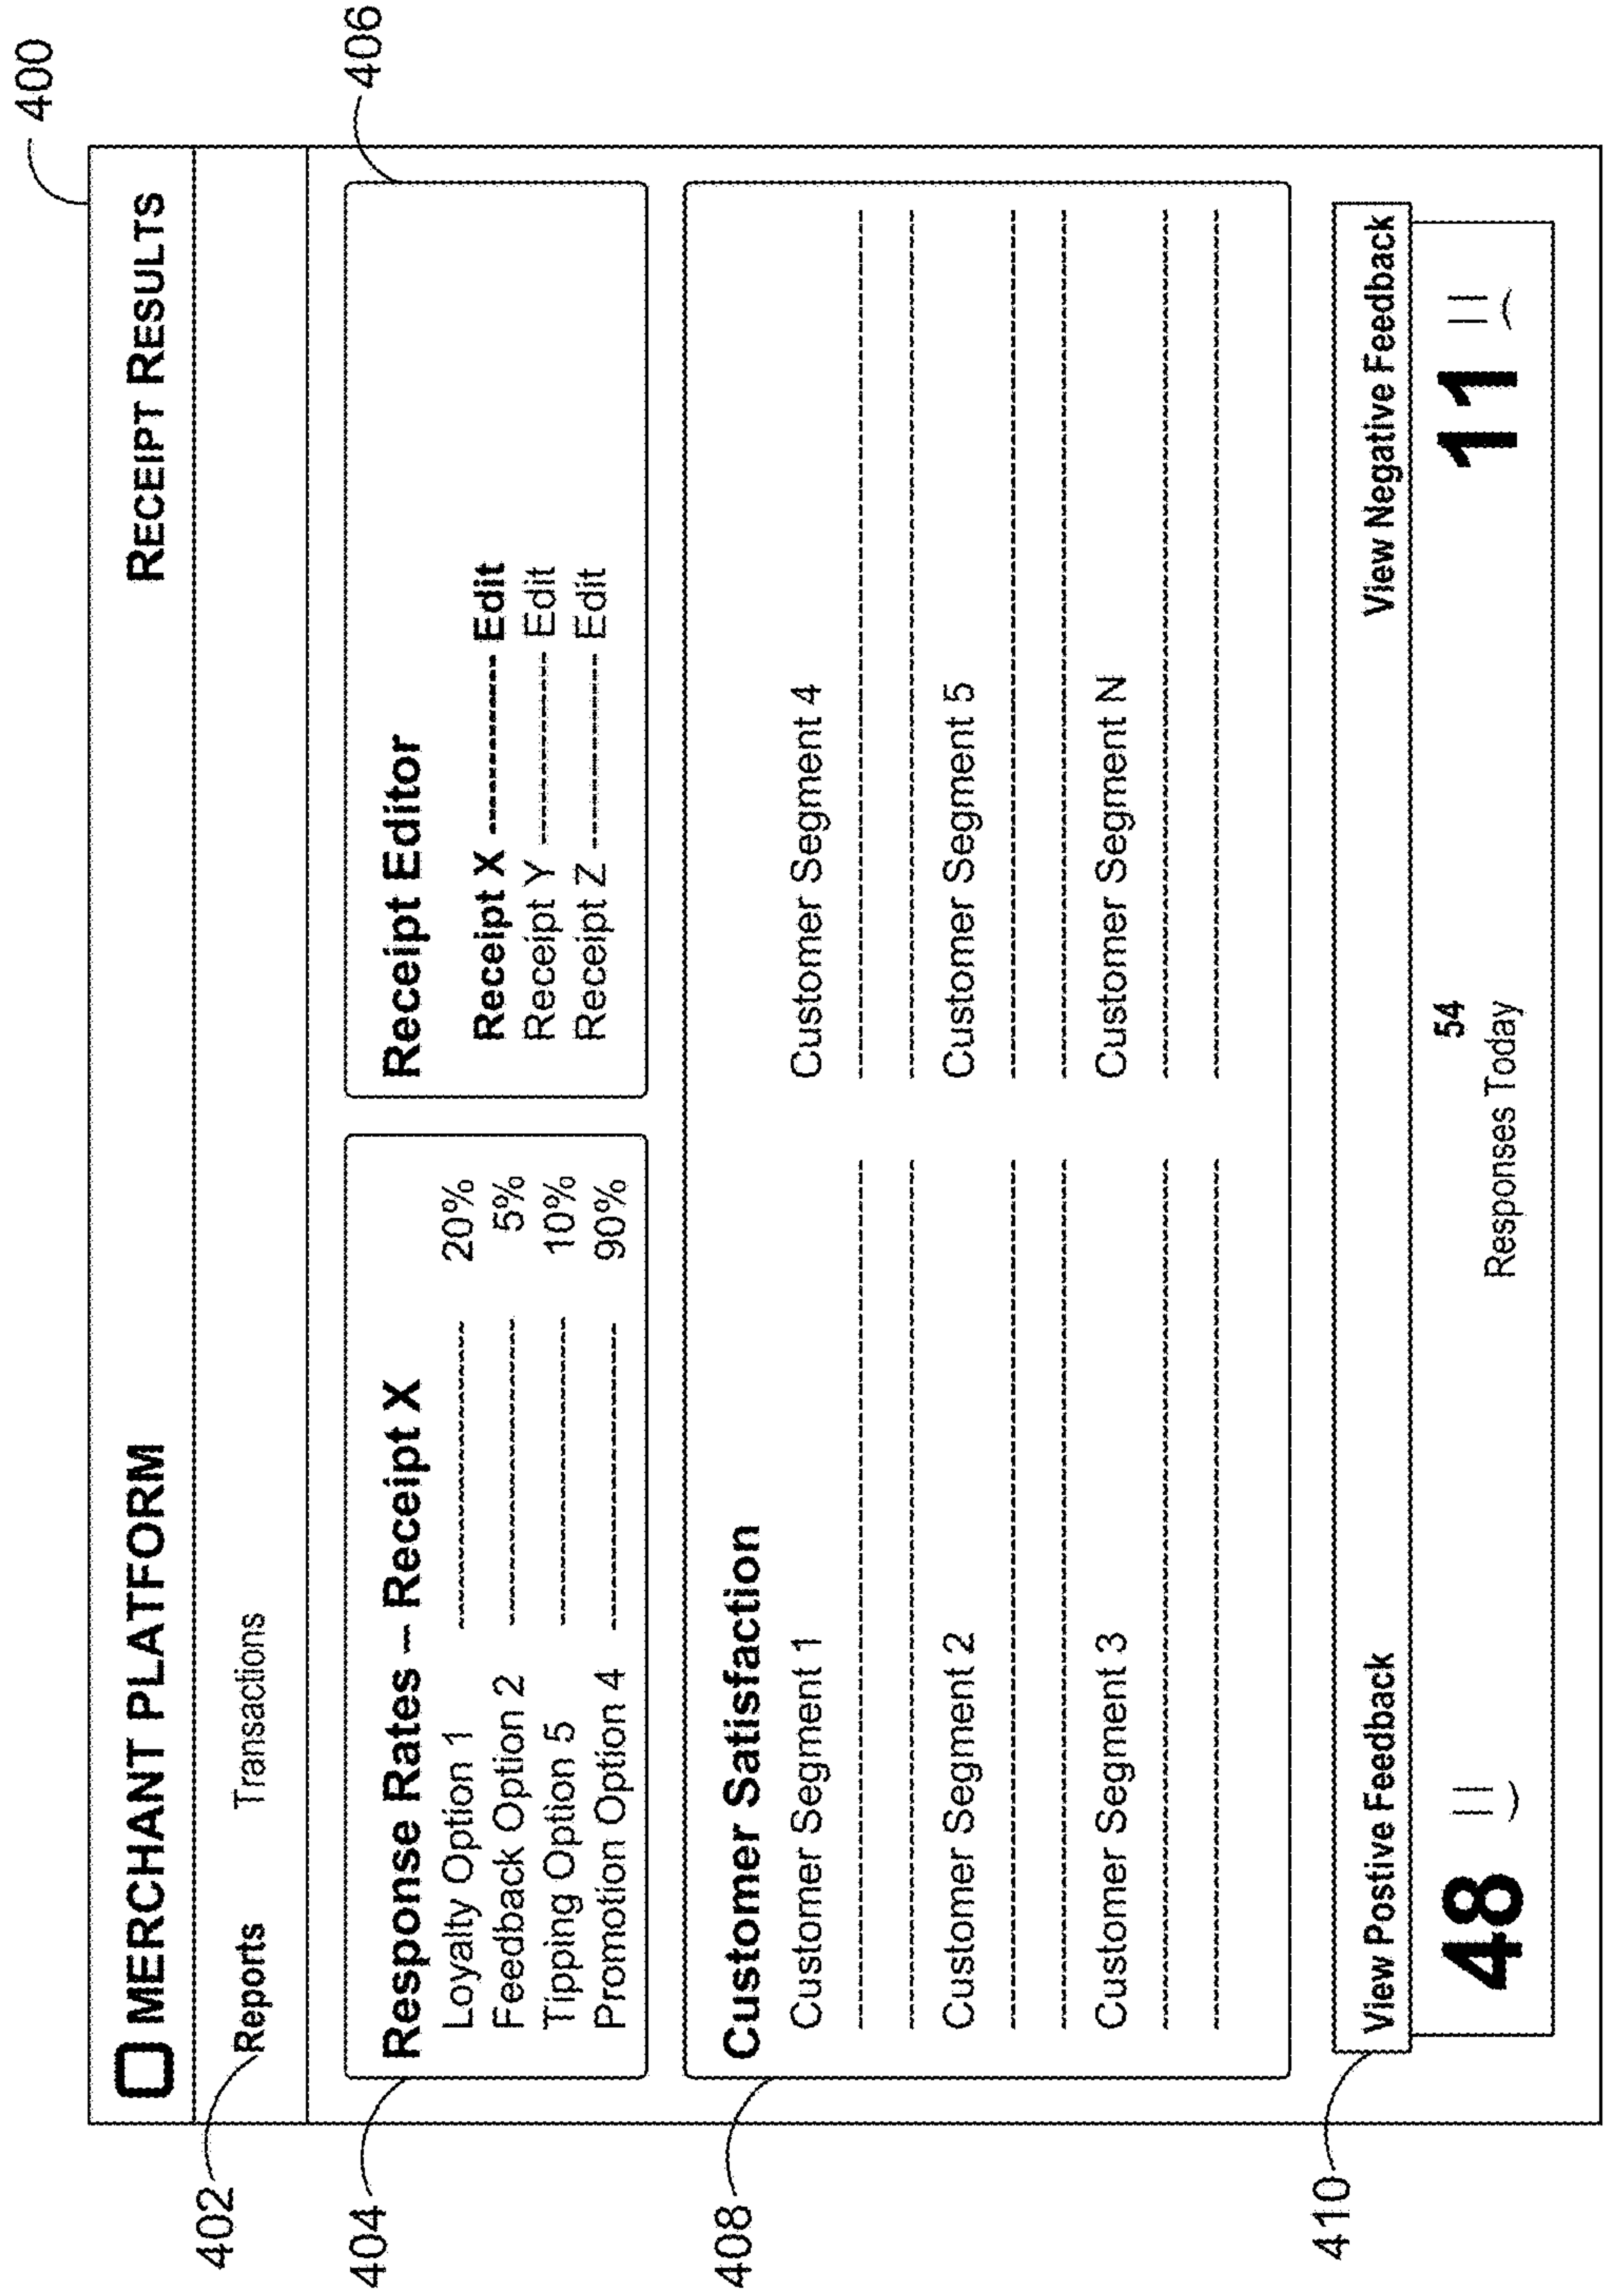 400
MERCHANT PLATFORM
RECEIPT RESULTS
402
Reports
Transactions
404
Response Rates – Receipt X
Loyalty Option 1 20%
Feedback Option 2 5%
Tipping Option 5 10%
Promotion Option 4 90%
406
Receipt Editor
Receipt X ----------- Edit
Receipt Y ----------- Edit
Receipt Z ----------- Edit
408
Customer Satisfaction
Customer Segment 1
Customer Segment 2
Customer Segment 3
Customer Segment 4
Customer Segment 5
Customer Segment N
410
View Postive Feedback
View Negative Feedback
48
54
Responses Today
11